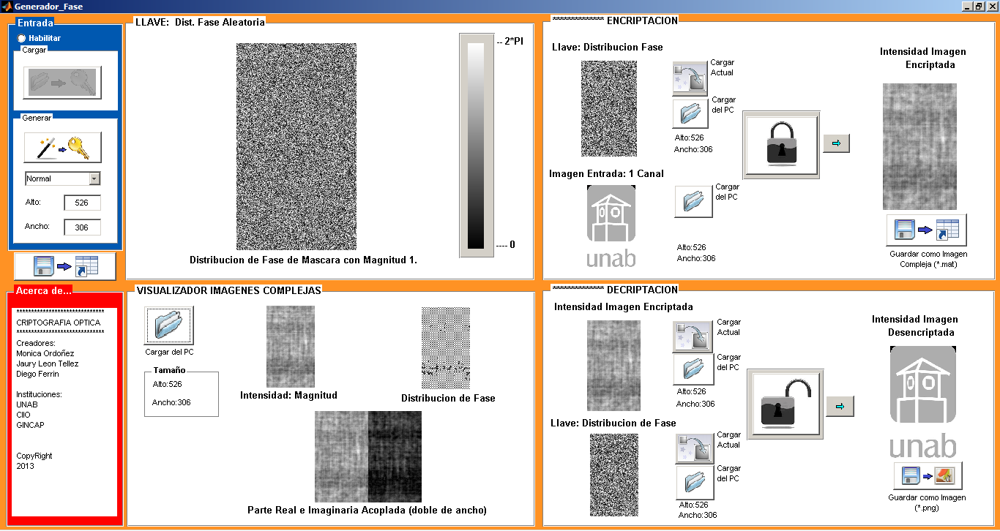 Generador_Fase
Entrada
Habilitar
Cargar
Generar
Normal
Alto: 526
Ancho: 306
LLAVE: Dist. Fase Aleatoria
-- 2*PI
---- 0
Distribucion de Fase de Mascara con Magnitud 1.
ENCRIPTACION
Llave: Distribucion Fase
Cargar
Actual
Cargar
del PC
Alto:526
Ancho:306
Imagen Entrada: 1 Canal
unab
Cargar
del PC
Alto:526
Ancho:306
Intensidad Imagen
Encriptada
Guardar como Imagen
Compleja (*.mat)
Acerca de...
*****************************
CRIPTOGRAFIA OPTICA
*****************************
Creadores:
Monica Ordoñez
Jaury Leon Tellez
Diego Ferrin
Instituciones:
UNAB
CIIO
GINCAP
CopyRight
2013
VISUALIZADOR IMAGENES COMPLEJAS
Cargar del PC
Tamaño
Alto:526
Ancho:306
Intensidad: Magnitud
Distribucion de Fase
Parte Real e Imaginaria Acoplada (doble de ancho)
DECRIPTACION
Intensidad Imagen Encriptada
Cargar
Actual
Cargar
del PC
Alto:526
Ancho:306
Llave: Distribucion de Fase
Cargar
Actual
Cargar
del PC
Alto:526
Ancho:306
Intensidad Imagen
Desencriptada
unab
Guardar como Imagen
(*.png)